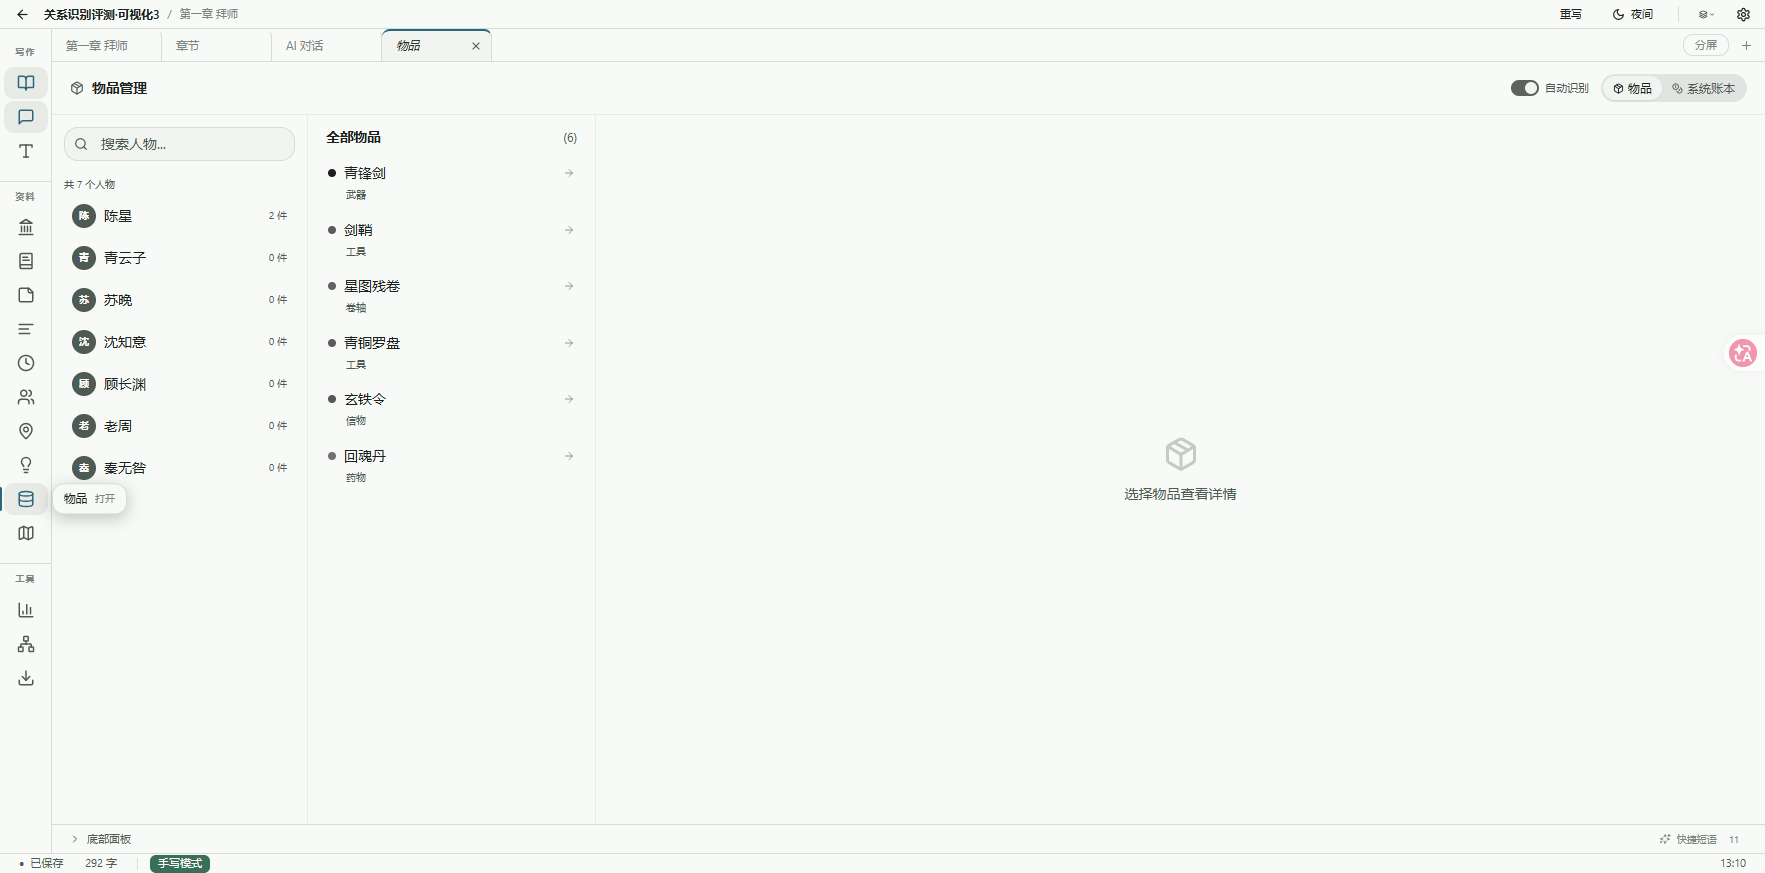 关系识别评测·可视化3 / 第一章 拜师
重写 夜间
写作
第一章 拜师 章节 AI 对话 物品
分屏
物品管理
自动识别 物品 系统账本
搜索人物...
共 7 个人物
陈 陈星 2 件
青 青云子 0 件
苏 苏晚 0 件
沈 沈知意 0 件
顾 顾长渊 0 件
老 老周 0 件
秦无咎 0 件
全部物品 (6)
青锋剑
武器
剑鞘
工具
星图残卷
卷轴
青铜罗盘
工具
玄铁令
信物
回魂丹
药物
选择物品查看详情
资料
物品 打开
工具
底部面板
快捷短语 11
已保存 292 字 手写模式
13:10